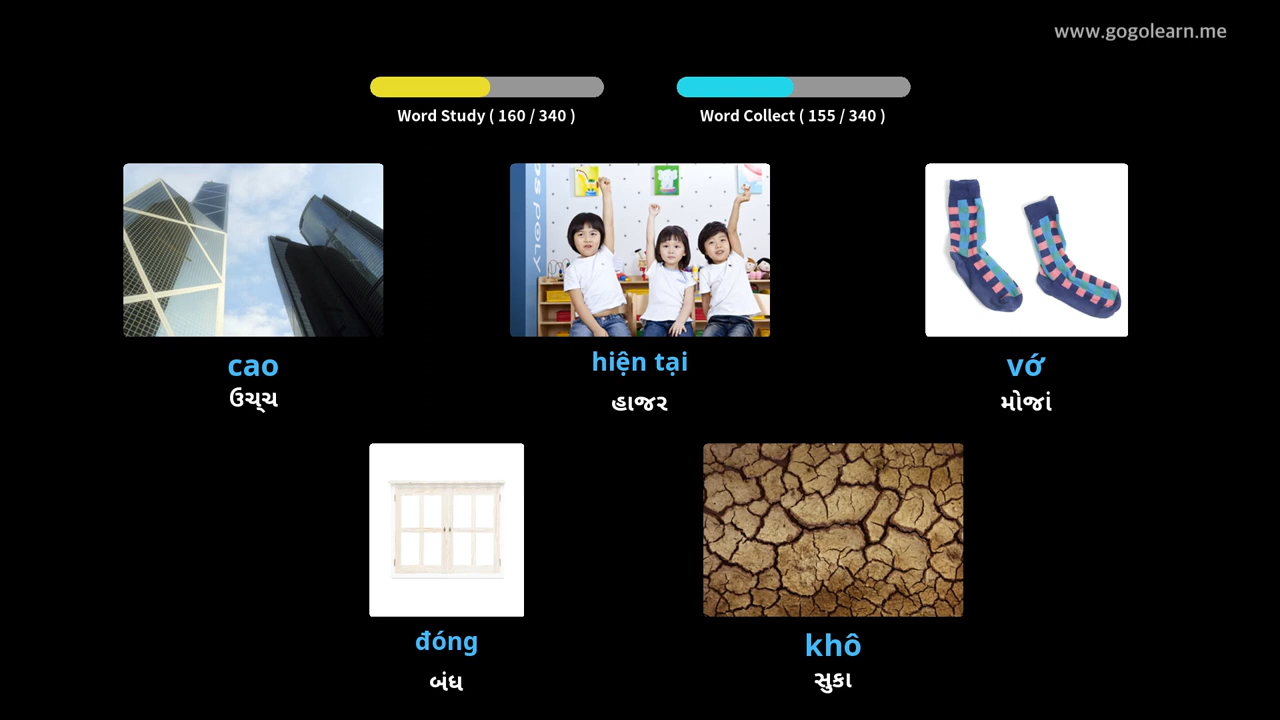 www.gogolearn.me
Word Study ( 160 / 340 )
Word Collect ( 155 / 340 )
cao
ઉચ્ચ
hiện tại
હાજર
vớ
મોજાં
đóng
બંધ
khô
સુકા